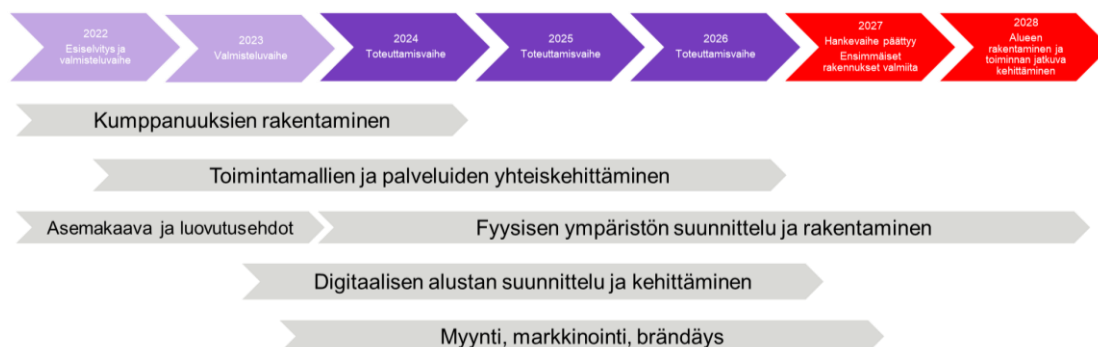 2022
Esiselvitys ja
valmisteluvaihe
2023
Valmisteluvaihe
2024
Toteuttamisvaihe
2025
Toteuttamisvaihe
2026
Toteuttamisvaihe
2027
Hankevaihe päättyy
Ensimmäiset
rakennukset valmiita
2028
Alueen
rakentaminen ja
toiminnan jatkuva
kehittäminen
Kumppanuuksien rakentaminen
Toimintamallien ja palveluiden yhteiskehittäminen
Asemakaava ja luovutusehdot
Fyysisen ympäristön suunnittelu ja rakentaminen
Digitaalisen alustan suunnittelu ja kehittäminen
Myynti, markkinointi, brändäys